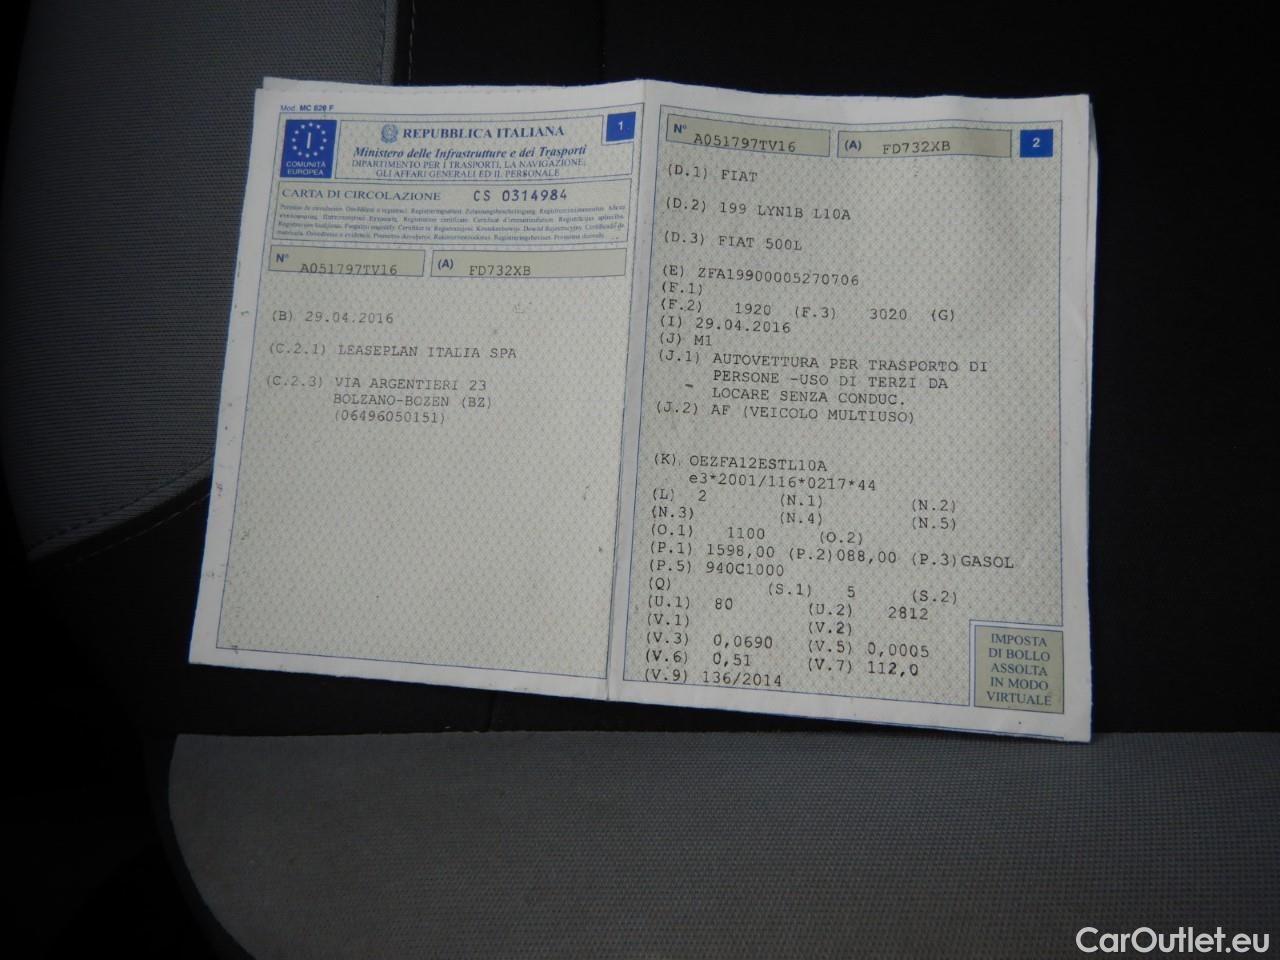 Mod. MC 820 F
I
COMUNITÀ
EUROPEA
REPUBBLICA ITALIANA
1
Ministero delle Infrastrutture e dei Trasporti
DIPARTIMENTO PER I TRASPORTI, LA NAVIGAZIONE,
GLI AFFARI GENERALI ED IL PERSONALE
CARTA DI CIRCOLAZIONE CS 0314984
N° A051797TV16 (A) FD732XB
(B) 29.04.2016
(C.2.1) LEASEPLAN ITALIA SPA
(C.2.3) VIA ARGENTIERI 23
BOLZANO-BOZEN (BZ)
(06496050151)
N° A051797TV16 (A) FD732XB 2
(D.1) FIAT
(D.2) 199 LYN1B L10A
(D.3) FIAT 500L
(E) ZFA19900005270706
(F.1)
(F.2) 1920 (F.3) 3020 (G)
(I) 29.04.2016
(J) M1
(J.1) AUTOVETTURA PER TRASPORTO DI
PERSONE -USO DI TERZI DA
LOCARE SENZA CONDUC.
(J.2) AF (VEICOLO MULTIUSO)
(K) OEZFA12ESTL10A
e3*2001/116*0217*44
(L) 2 (N.1) (N.2)
(N.3) (N.4) (N.5)
(O.1) 1100 (O.2)
(P.1) 1598,00 (P.2)088,00 (P.3)GASOL
(P.5) 940C1000
(Q) (S.1) 5 (S.2)
(U.1) 80 (U.2) 2812
(V.1) (V.2)
(V.3) 0,0690 (V.5) 0,0005
(V.6) 0,51 (V.7) 112,0
(V.9) 136/2014
IMPOSTA
DI BOLLO
ASSOLTA
IN MODO
VIRTUALE
CarOutlet.eu